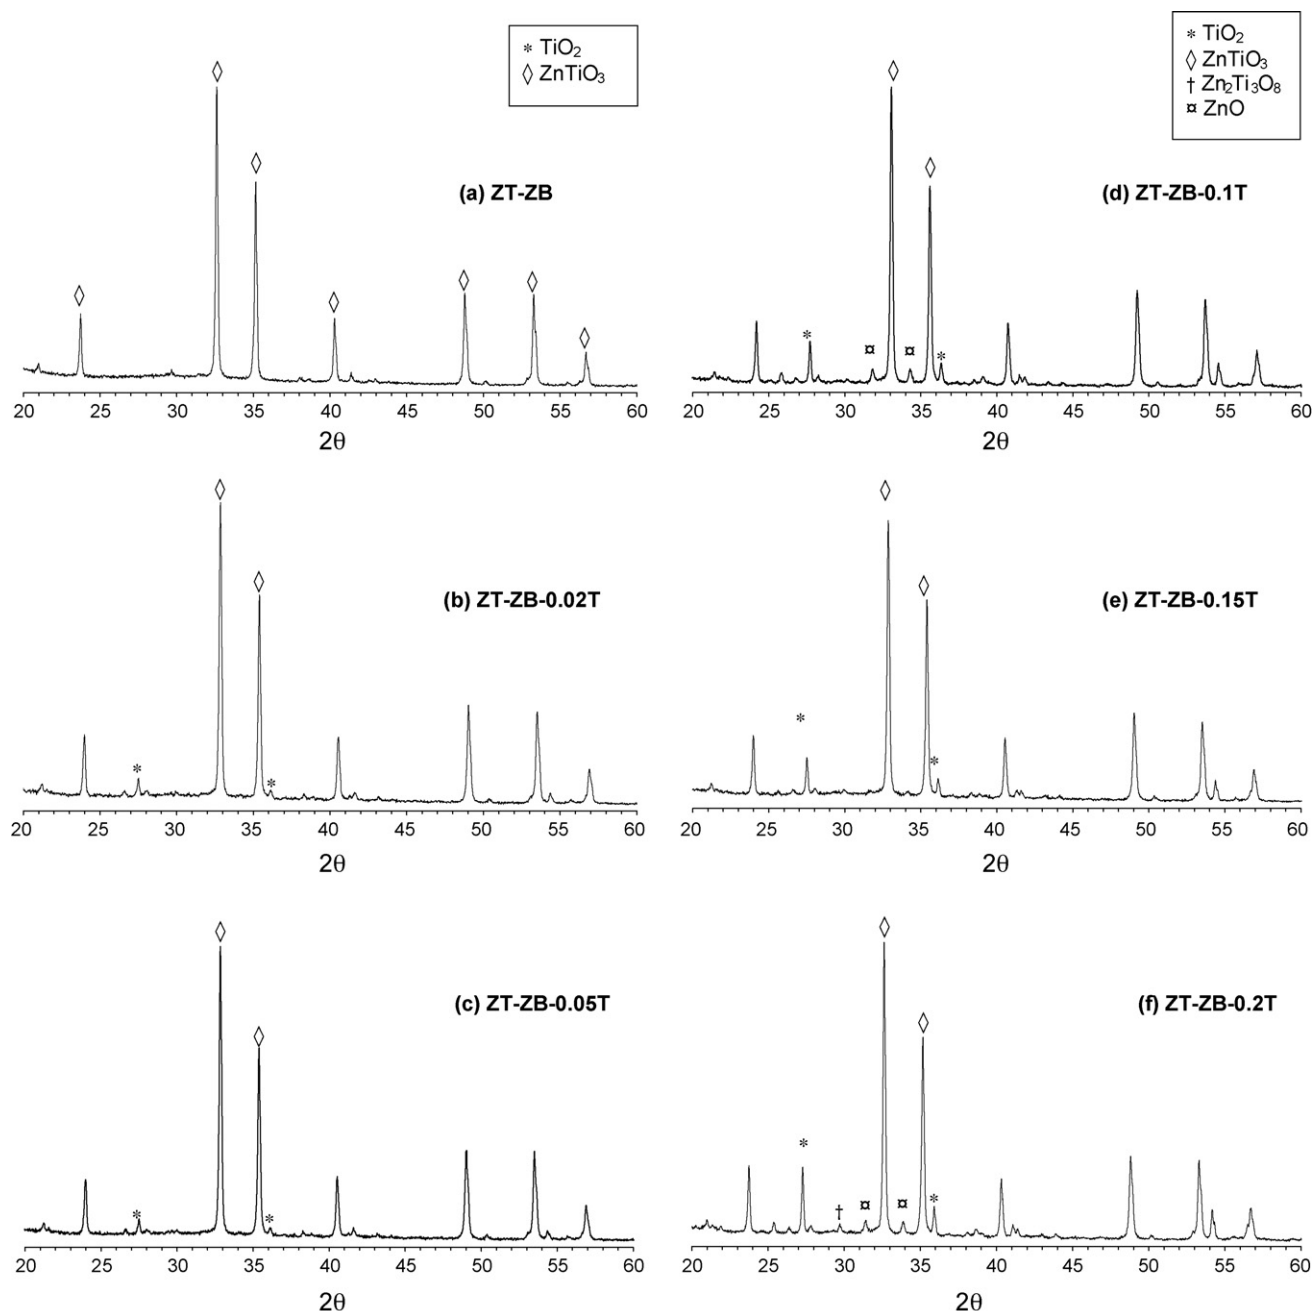 * TiO₂
◊ ZnTiO₃
(a) ZT-ZB
20 25 30 35 40 45 50 55 60
2θ
* TiO₂
◊ ZnTiO₃
† Zn₂Ti₃O₈
¤ ZnO
(d) ZT-ZB-0.1T
20 25 30 35 40 45 50 55 60
2θ
(b) ZT-ZB-0.02T
20 25 30 35 40 45 50 55 60
2θ
(e) ZT-ZB-0.15T
20 25 30 35 40 45 50 55 60
2θ
(c) ZT-ZB-0.05T
20 25 30 35 40 45 50 55 60
2θ
(f) ZT-ZB-0.2T
20 25 30 35 40 45 50 55 60
2θ